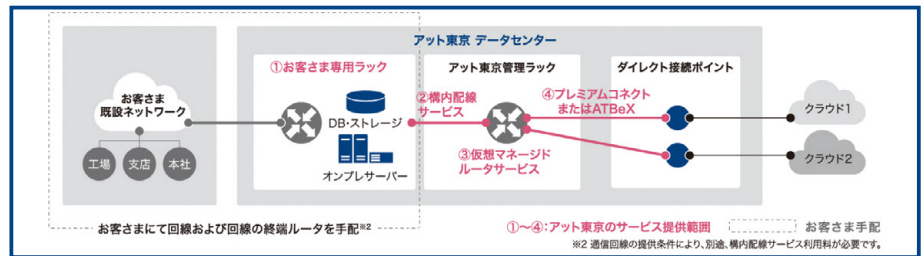 アット東京 データセンター
お客さま
既設ネットワーク
工場
支店
本社
①お客さま専用ラック
DB・ストレージ
オンプレサーバー
②構内配線
サービス
アット東京管理ラック
③仮想マネージド
ルータサービス
④プレミアムコネクト
またはATBeX
ダイレクト接続ポイント
クラウド1
クラウド2
お客さまにて回線および回線の終端ルータを手配※2
①～④：アット東京のサービス提供範囲
お客さま手配
※2 通信回線の提供条件により、別途、構内配線サービス利用料が必要です。